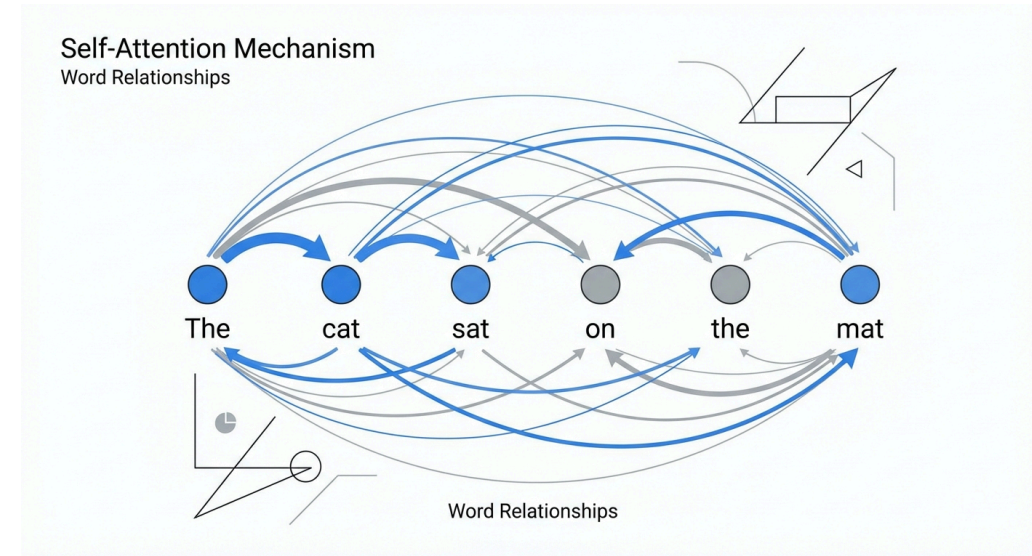 Self-Attention Mechanism
Word Relationships
The cat sat on the mat
Word Relationships